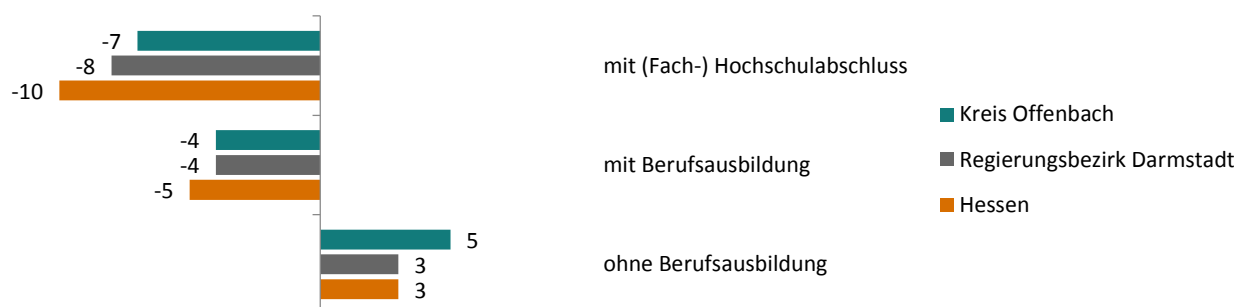 -7
-8
-10
mit (Fach-) Hochschulabschluss
-4
-4
-5
mit Berufsausbildung
5
3
3
ohne Berufsausbildung
Kreis Offenbach
Regierungsbezirk Darmstadt
Hessen